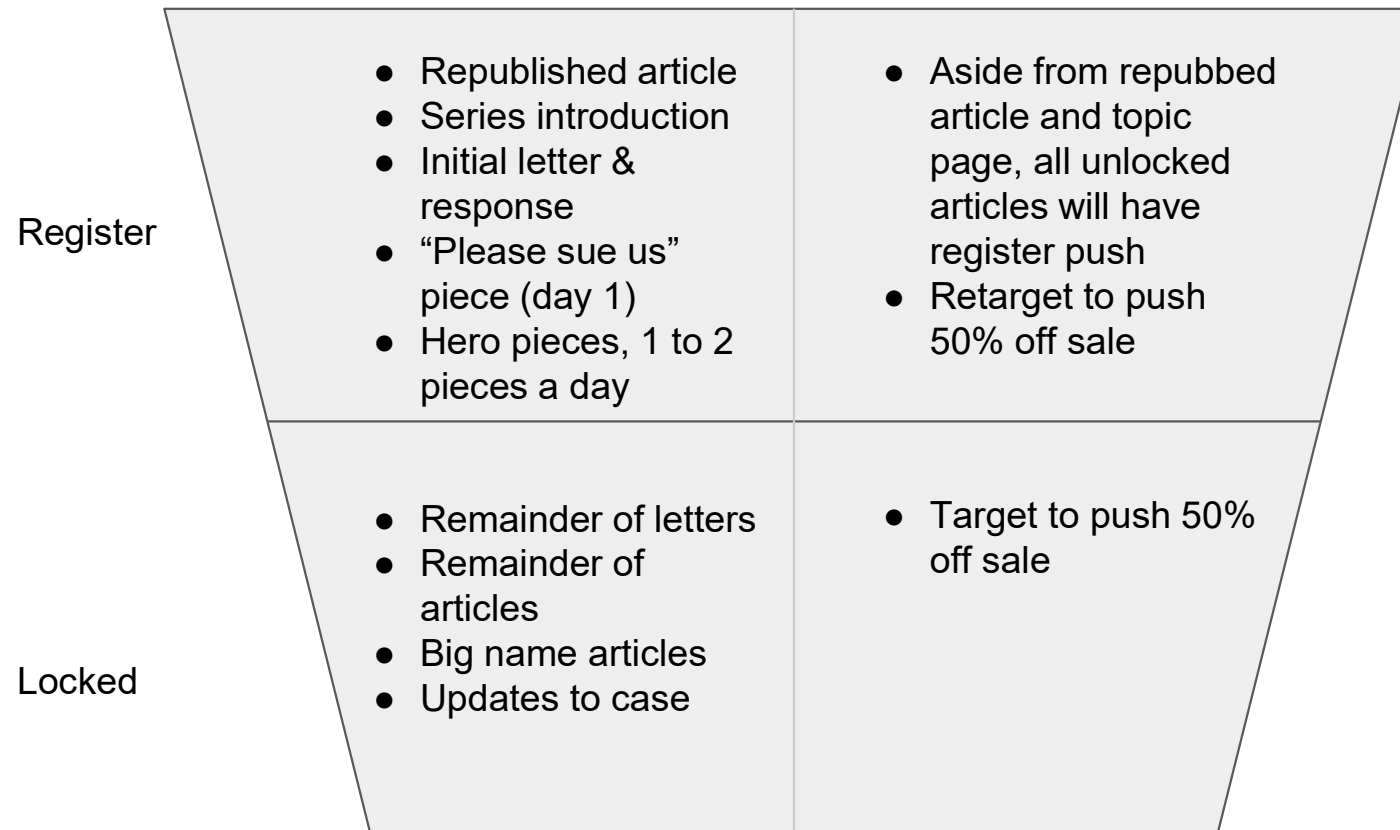 Register
● Republished article
● Series introduction
● Initial letter &
response
● “Please sue us”
piece (day 1)
● Hero pieces, 1 to 2
pieces a day
● Aside from repubbed
article and topic
page, all unlocked
articles will have
register push
● Retarget to push
50% off sale
Locked
● Remainder of letters
● Remainder of
articles
● Big name articles
● Updates to case
● Target to push 50%
off sale